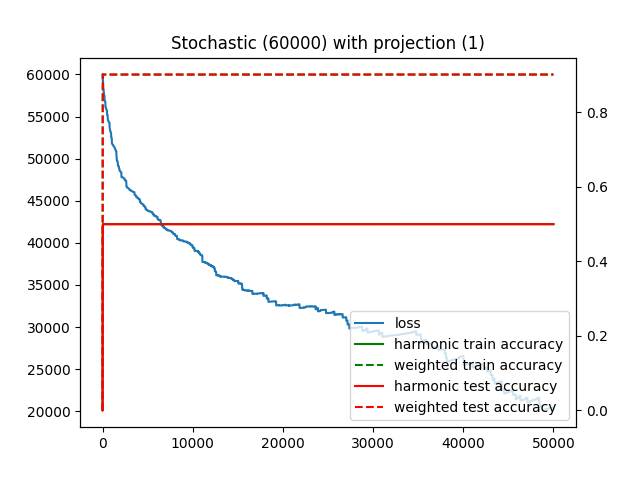 Stochastic (60000) with projection (1)
60000
55000
50000
45000
40000
35000
30000
25000
20000
0.8
0.6
0.4
0.2
0.0
loss
harmonic train accuracy
weighted train accuracy
harmonic test accuracy
weighted test accuracy
0 10000 20000 30000 40000 50000